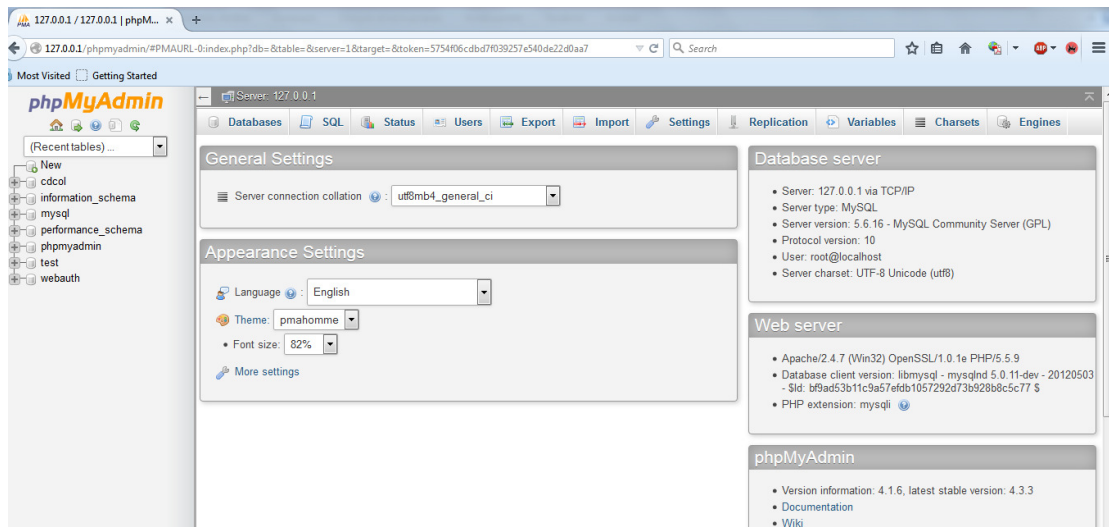 127.0.0.1 / 127.0.0.1 | phpM... × +
127.0.0.1/phpmyadmin/#PMAURL-0:index.php?db=&table=&server=1&target=&token=5754f06cdbd7f039257e540de22d0aa7
Search
ABP
Most Visited Getting Started
phpMyAdmin
(Recent tables) ...
New
cdcol
information_schema
mysql
performance_schema
phpmyadmin
test
webauth
Server: 127.0.0.1
Databases SQL Status Users Export Import Settings Replication Variables Charsets Engines
General Settings
Server connection collation : utf8mb4_general_ci
Appearance Settings
Language : English
Theme: pmahomme
• Font size: 82%
More settings
Database server
• Server: 127.0.0.1 via TCP/IP
• Server type: MySQL
• Server version: 5.6.16 - MySQL Community Server (GPL)
• Protocol version: 10
• User: root@localhost
• Server charset: UTF-8 Unicode (utf8)
Web server
• Apache/2.4.7 (Win32) OpenSSL/1.0.1e PHP/5.5.9
• Database client version: libmysql - mysqlnd 5.0.11-dev - 20120503
- $Id: bf9ad53b11c9a57efdb1057292d73b928b8c5c77 $
• PHP extension: mysqli
phpMyAdmin
• Version information: 4.1.6, latest stable version: 4.3.3
• Documentation
• Wiki